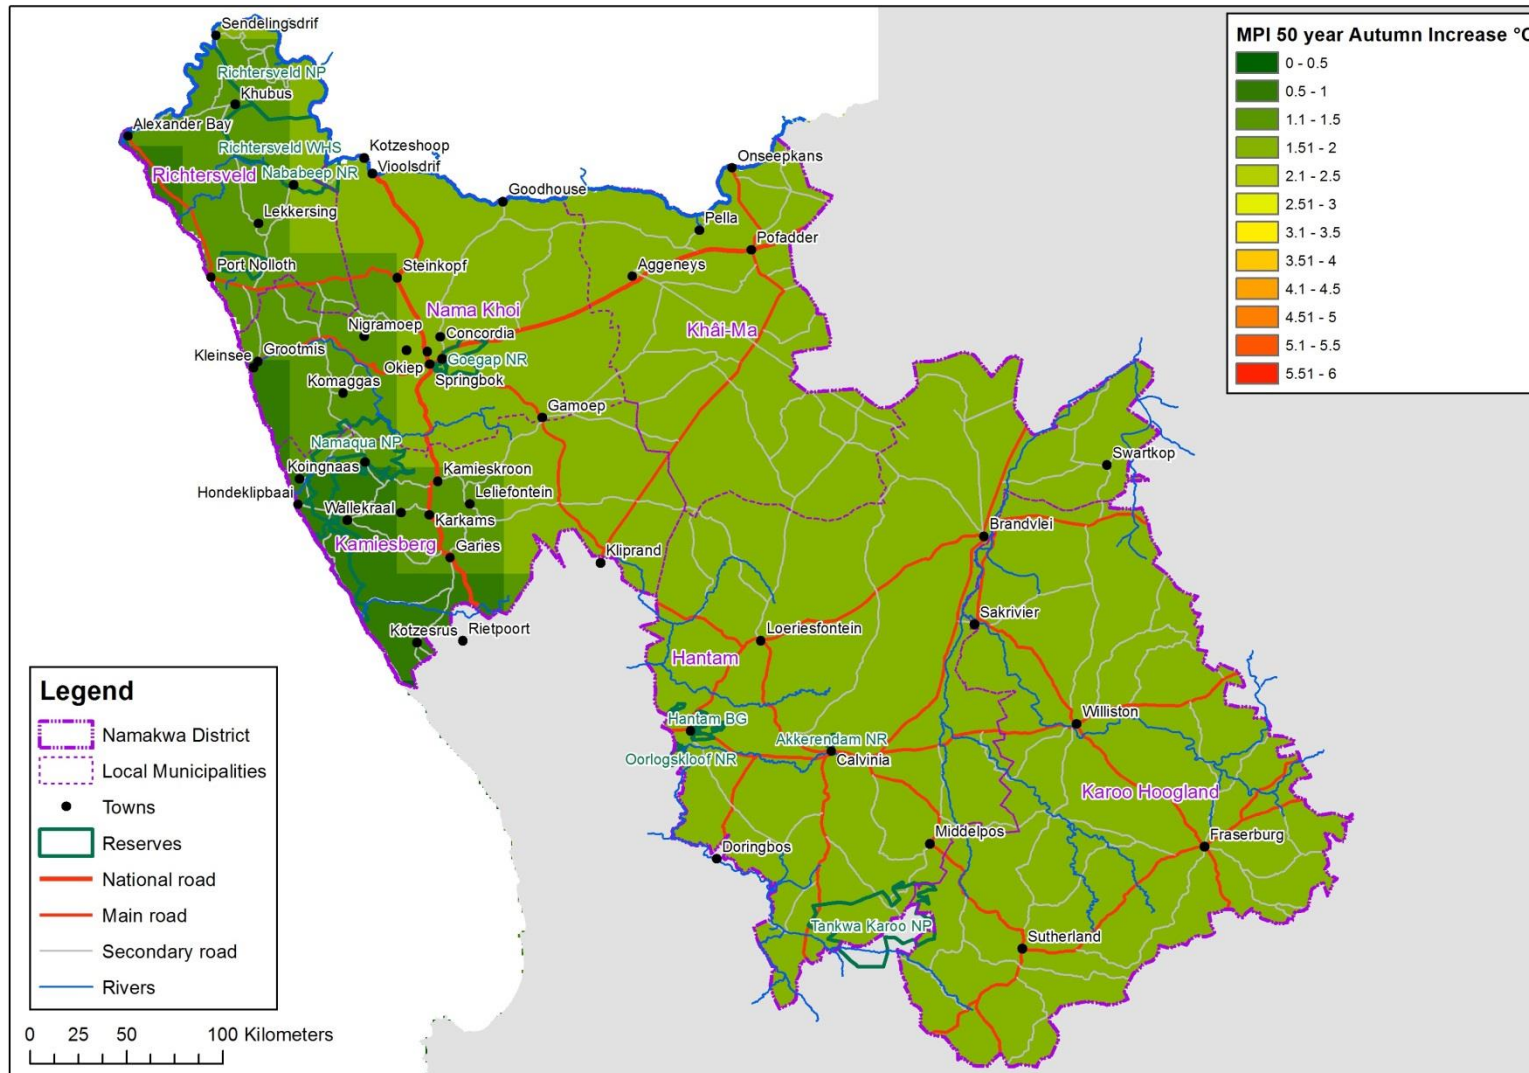 MPI 50 year Autumn Increase °C
0 - 0.5
0.5 - 1
1.1 - 1.5
1.51 - 2
2.1 - 2.5
2.51 - 3
3.1 - 3.5
3.51 - 4
4.1 - 4.5
4.51 - 5
5.1 - 5.5
5.51 - 6
Sendelingsdrif
Richtersveld NP
Khubus
Alexander Bay
Richtersveld WHS
Kotzeshoop
Richtersveld
Nababeep NR
Vioolsdrif
Onseepkans
Goodhouse
Lekkersing
Pella
Pofadder
Port Nolloth
Steinkopf
Aggeneys
Nama Khoi
Nigramoep
Concordia
Khâi-Ma
Kleinsee
Grootmis
Okiep
Goegap NR
Komaggas
Springbok
Gamoep
Namaqua NP
Koingnaas
Kamieskroon
Swartkop
Hondeklipbaai
Wallekraal
Leliefontein
Karkams
Brandvlei
Kamiesberg
Garies
Kliprand
Sakrivier
Kotzesrus
Rietpoort
Loeriesfontein
Hantam
Williston
Hantam BG
Akkerendam NR
Oorlogskloof NR
Calvinia
Karoo Hoogland
Middelpos
Fraserburg
Doringbos
Tankwa Karoo NP
Sutherland
Legend
Namakwa District
Local Municipalities
Towns
Reserves
National road
Main road
Secondary road
Rivers
0 25 50 100 Kilometers